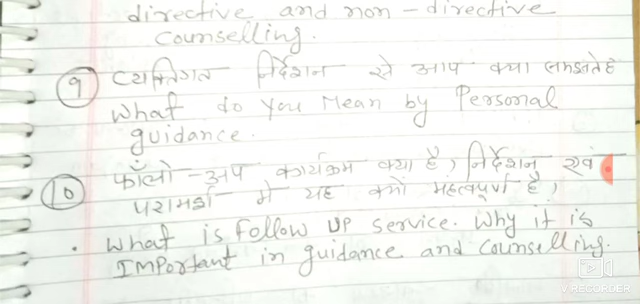 directive and non-directive
counselling.
9 व्यक्तिगत निर्देशन से आप क्या समझते है
What do you Mean by Personal
guidance.
10 फॉलो-अप कार्यक्रम क्या है, निर्देशन एवं
परामर्श मे यह क्यों महत्वपूर्ण है,
. What is follow UP service. Why it is
IMPortant in guidance and counselling.
V RECORDER